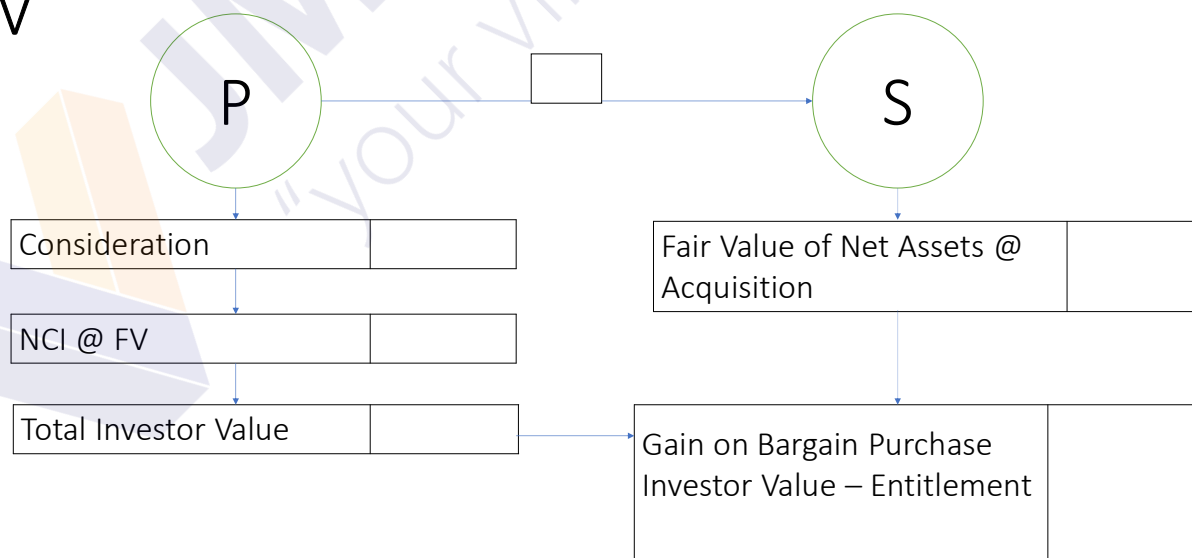 V
P
S
Consideration
Fair Value of Net Assets @
Acquisition
NCI @ FV
Total Investor Value
Gain on Bargain Purchase
Investor Value – Entitlement
"your